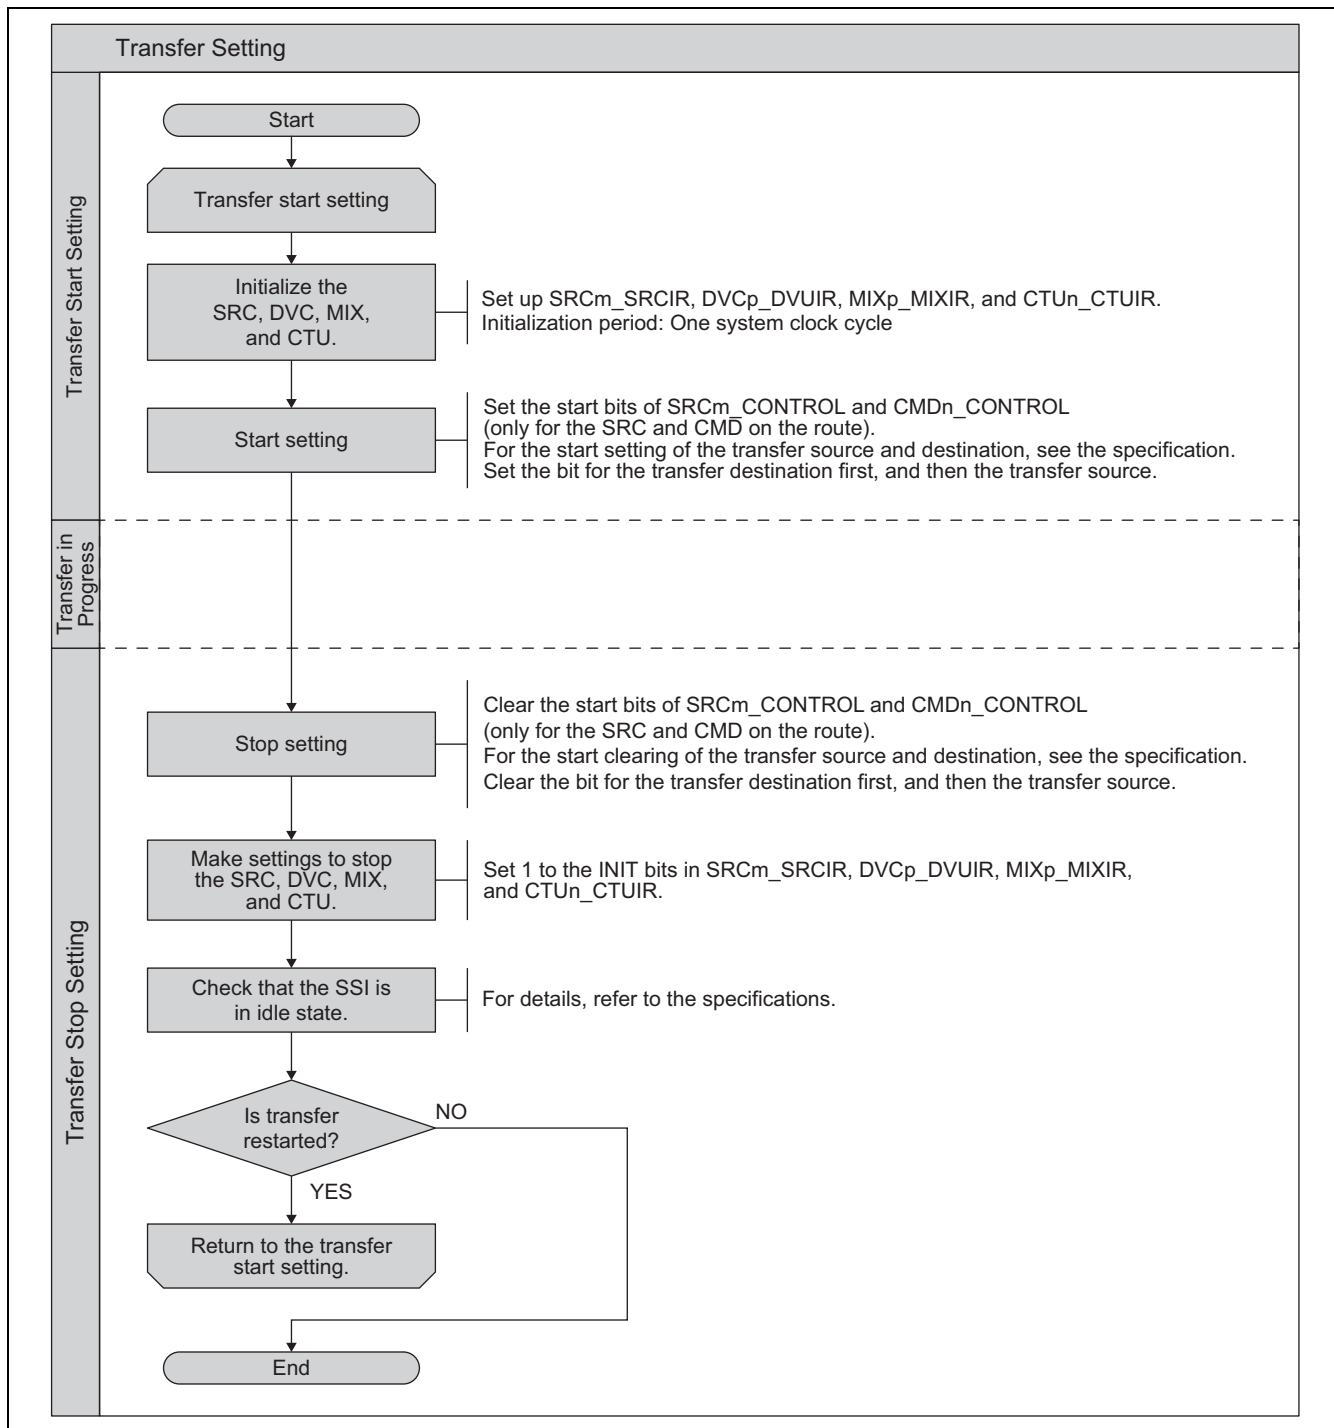 Transfer Setting
Transfer Start Setting
Start
Transfer start setting
Initialize the
SRC, DVC, MIX,
and CTU.
Set up SRCm_SRCIR, DVCp_DVUIR, MIXp_MIXIR, and CTUn_CTUIR.
Initialization period: One system clock cycle
Start setting
Set the start bits of SRCm_CONTROL and CMDn_CONTROL
(only for the SRC and CMD on the route).
For the start setting of the transfer source and destination, see the specification.
Set the bit for the transfer destination first, and then the transfer source.
Transfer in
Progress
Transfer Stop Setting
Stop setting
Clear the start bits of SRCm_CONTROL and CMDn_CONTROL
(only for the SRC and CMD on the route).
For the start clearing of the transfer source and destination, see the specification.
Clear the bit for the transfer destination first, and then the transfer source.
Make settings to stop
the SRC, DVC, MIX,
and CTU.
Set 1 to the INIT bits in SRCm_SRCIR, DVCp_DVUIR, MIXp_MIXIR,
and CTUn_CTUIR.
Check that the SSI is
in idle state.
For details, refer to the specifications.
Is transfer
restarted?
NO
YES
Return to the transfer
start setting.
End